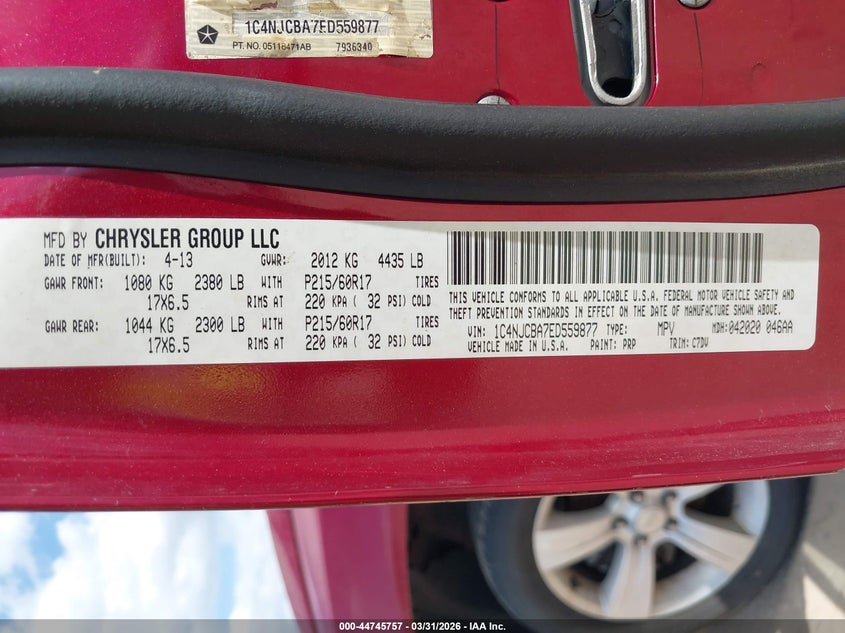 1C4NJCBA7ED559877
PT. NO. 05116471AB 7936340
MFD BY CHRYSLER GROUP LLC
DATE OF MFR(BUILT): 4-13 GVWR: 2012 KG 4435 LB
GAWR FRONT: 1080 KG 2380 LB WITH P215/60R17 TIRES
17X6.5 RIMS AT 220 KPA ( 32 PSI) COLD
GAWR REAR: 1044 KG 2300 LB WITH P215/60R17 TIRES
17X6.5 RIMS AT 220 KPA ( 32 PSI) COLD
THIS VEHICLE CONFORMS TO ALL APPLICABLE U.S.A. FEDERAL MOTOR VEHICLE SAFETY AND
THEFT PREVENTION STANDARDS IN EFFECT ON THE DATE OF MANUFACTURE SHOWN ABOVE.
VIN: 1C4NJCBA7ED559877 TYPE: MPV MDH:042020 046AA
VEHICLE MADE IN U.S.A. PAINT: PRP TRIM: C7DV
000-44745757 - 03/31/2026 - IAA Inc.